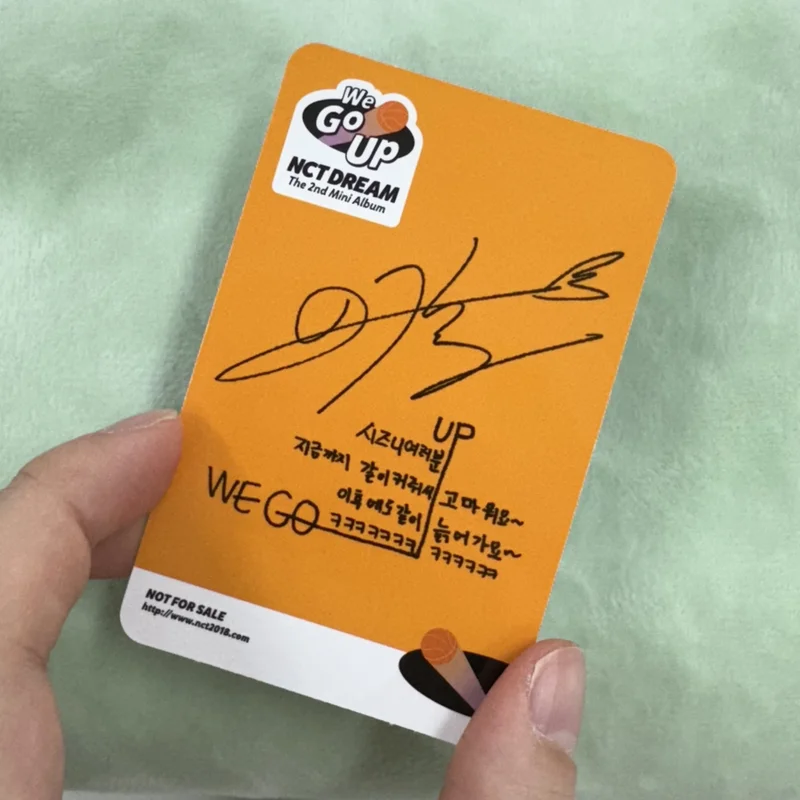 We
Go
Up
NCT DREAM
The 2nd Mini Album
UP
시즈니여러분
지금까지 같이커줘서 고마워요~
이후에도같이 늙어가요~
WE GO ㅋㅋㅋㅋㅋㅋㅋ ㅋㅋㅋㅋㅋㅋ
NOT FOR SALE
http://www.nct2018.com